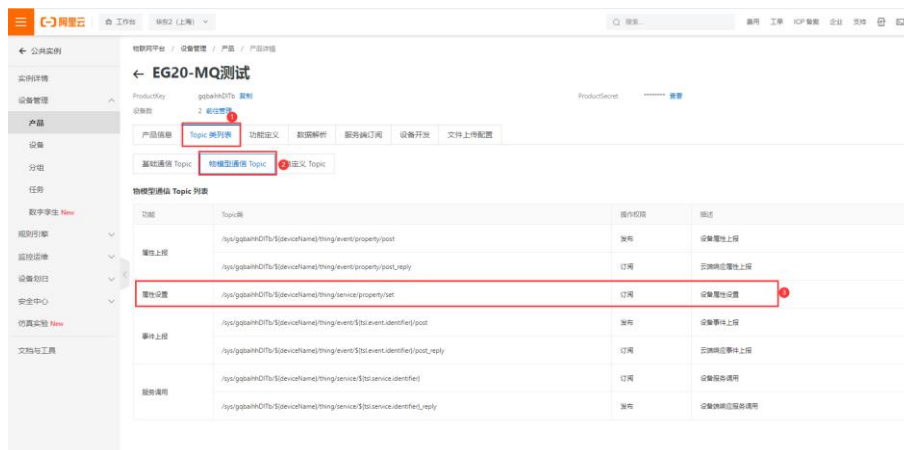 阿里云 工作台 华东2（上海） 搜索... 费用 工单 ICP 备案 企业 支持
← 公共实例
物联网平台 / 设备管理 / 产品 / 产品详情
← EG20-MQ测试
ProductKey gqbaihhDITb 复制 ProductSecret ******** 查看
设备数 2 前往管理
1
产品信息 Topic 类列表 功能定义 数据解析 服务端订阅 设备开发 文件上传配置
基础通信 Topic 物模型通信 Topic 2 定义 Topic
物模型通信 Topic 列表
功能 Topic类 操作权限 描述
属性上报
/sys/gqbaihhDITb/${deviceName}/thing/event/property/post 发布 设备属性上报
/sys/gqbaihhDITb/${deviceName}/thing/event/property/post_reply 订阅 云端响应属性上报
属性设置 /sys/gqbaihhDITb/${deviceName}/thing/service/property/set 订阅 设备属性设置
3
事件上报
/sys/gqbaihhDITb/${deviceName}/thing/event/${tsl.event.identifier}/post 发布 设备事件上报
/sys/gqbaihhDITb/${deviceName}/thing/event/${tsl.event.identifier}/post_reply 订阅 云端响应事件上报
服务调用
/sys/gqbaihhDITb/${deviceName}/thing/service/${tsl.service.identifier} 订阅 设备服务调用
/sys/gqbaihhDITb/${deviceName}/thing/service/${tsl.service.identifier}_reply 发布 设备端响应服务调用
实例详情
设备管理
产品
设备
分组
任务
数字孪生 New
规则引擎
监控运维
设备划归
安全中心
仿真实验 New
文档与工具